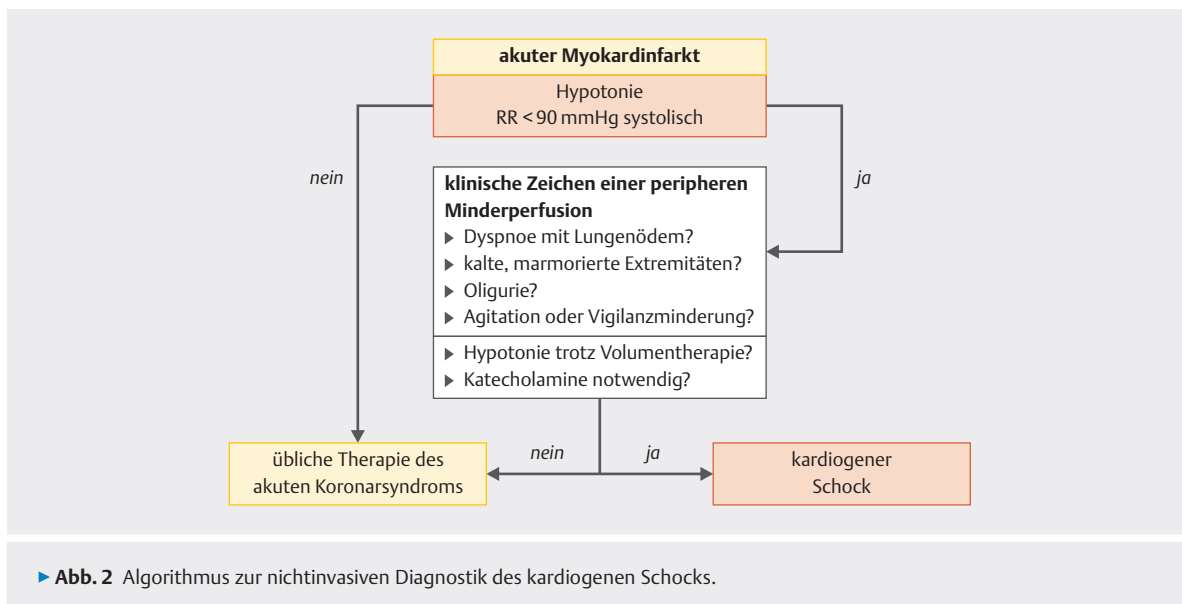 akuter Myokardinfarkt
Hypotonie
RR < 90 mmHg systolisch
nein
ja
klinische Zeichen einer peripheren
Minderperfusion
▶ Dyspnoe mit Lungenödem?
▶ kalte, marmorierte Extremitäten?
▶ Oligurie?
▶ Agitation oder Vigilanzminderung?
▶ Hypotonie trotz Volumentherapie?
▶ Katecholamine notwendig?
nein
ja
übliche Therapie des
akuten Koronarsyndroms
kardiogener
Schock
▶ Abb. 2 Algorithmus zur nichtinvasiven Diagnostik des kardiogenen Schocks.